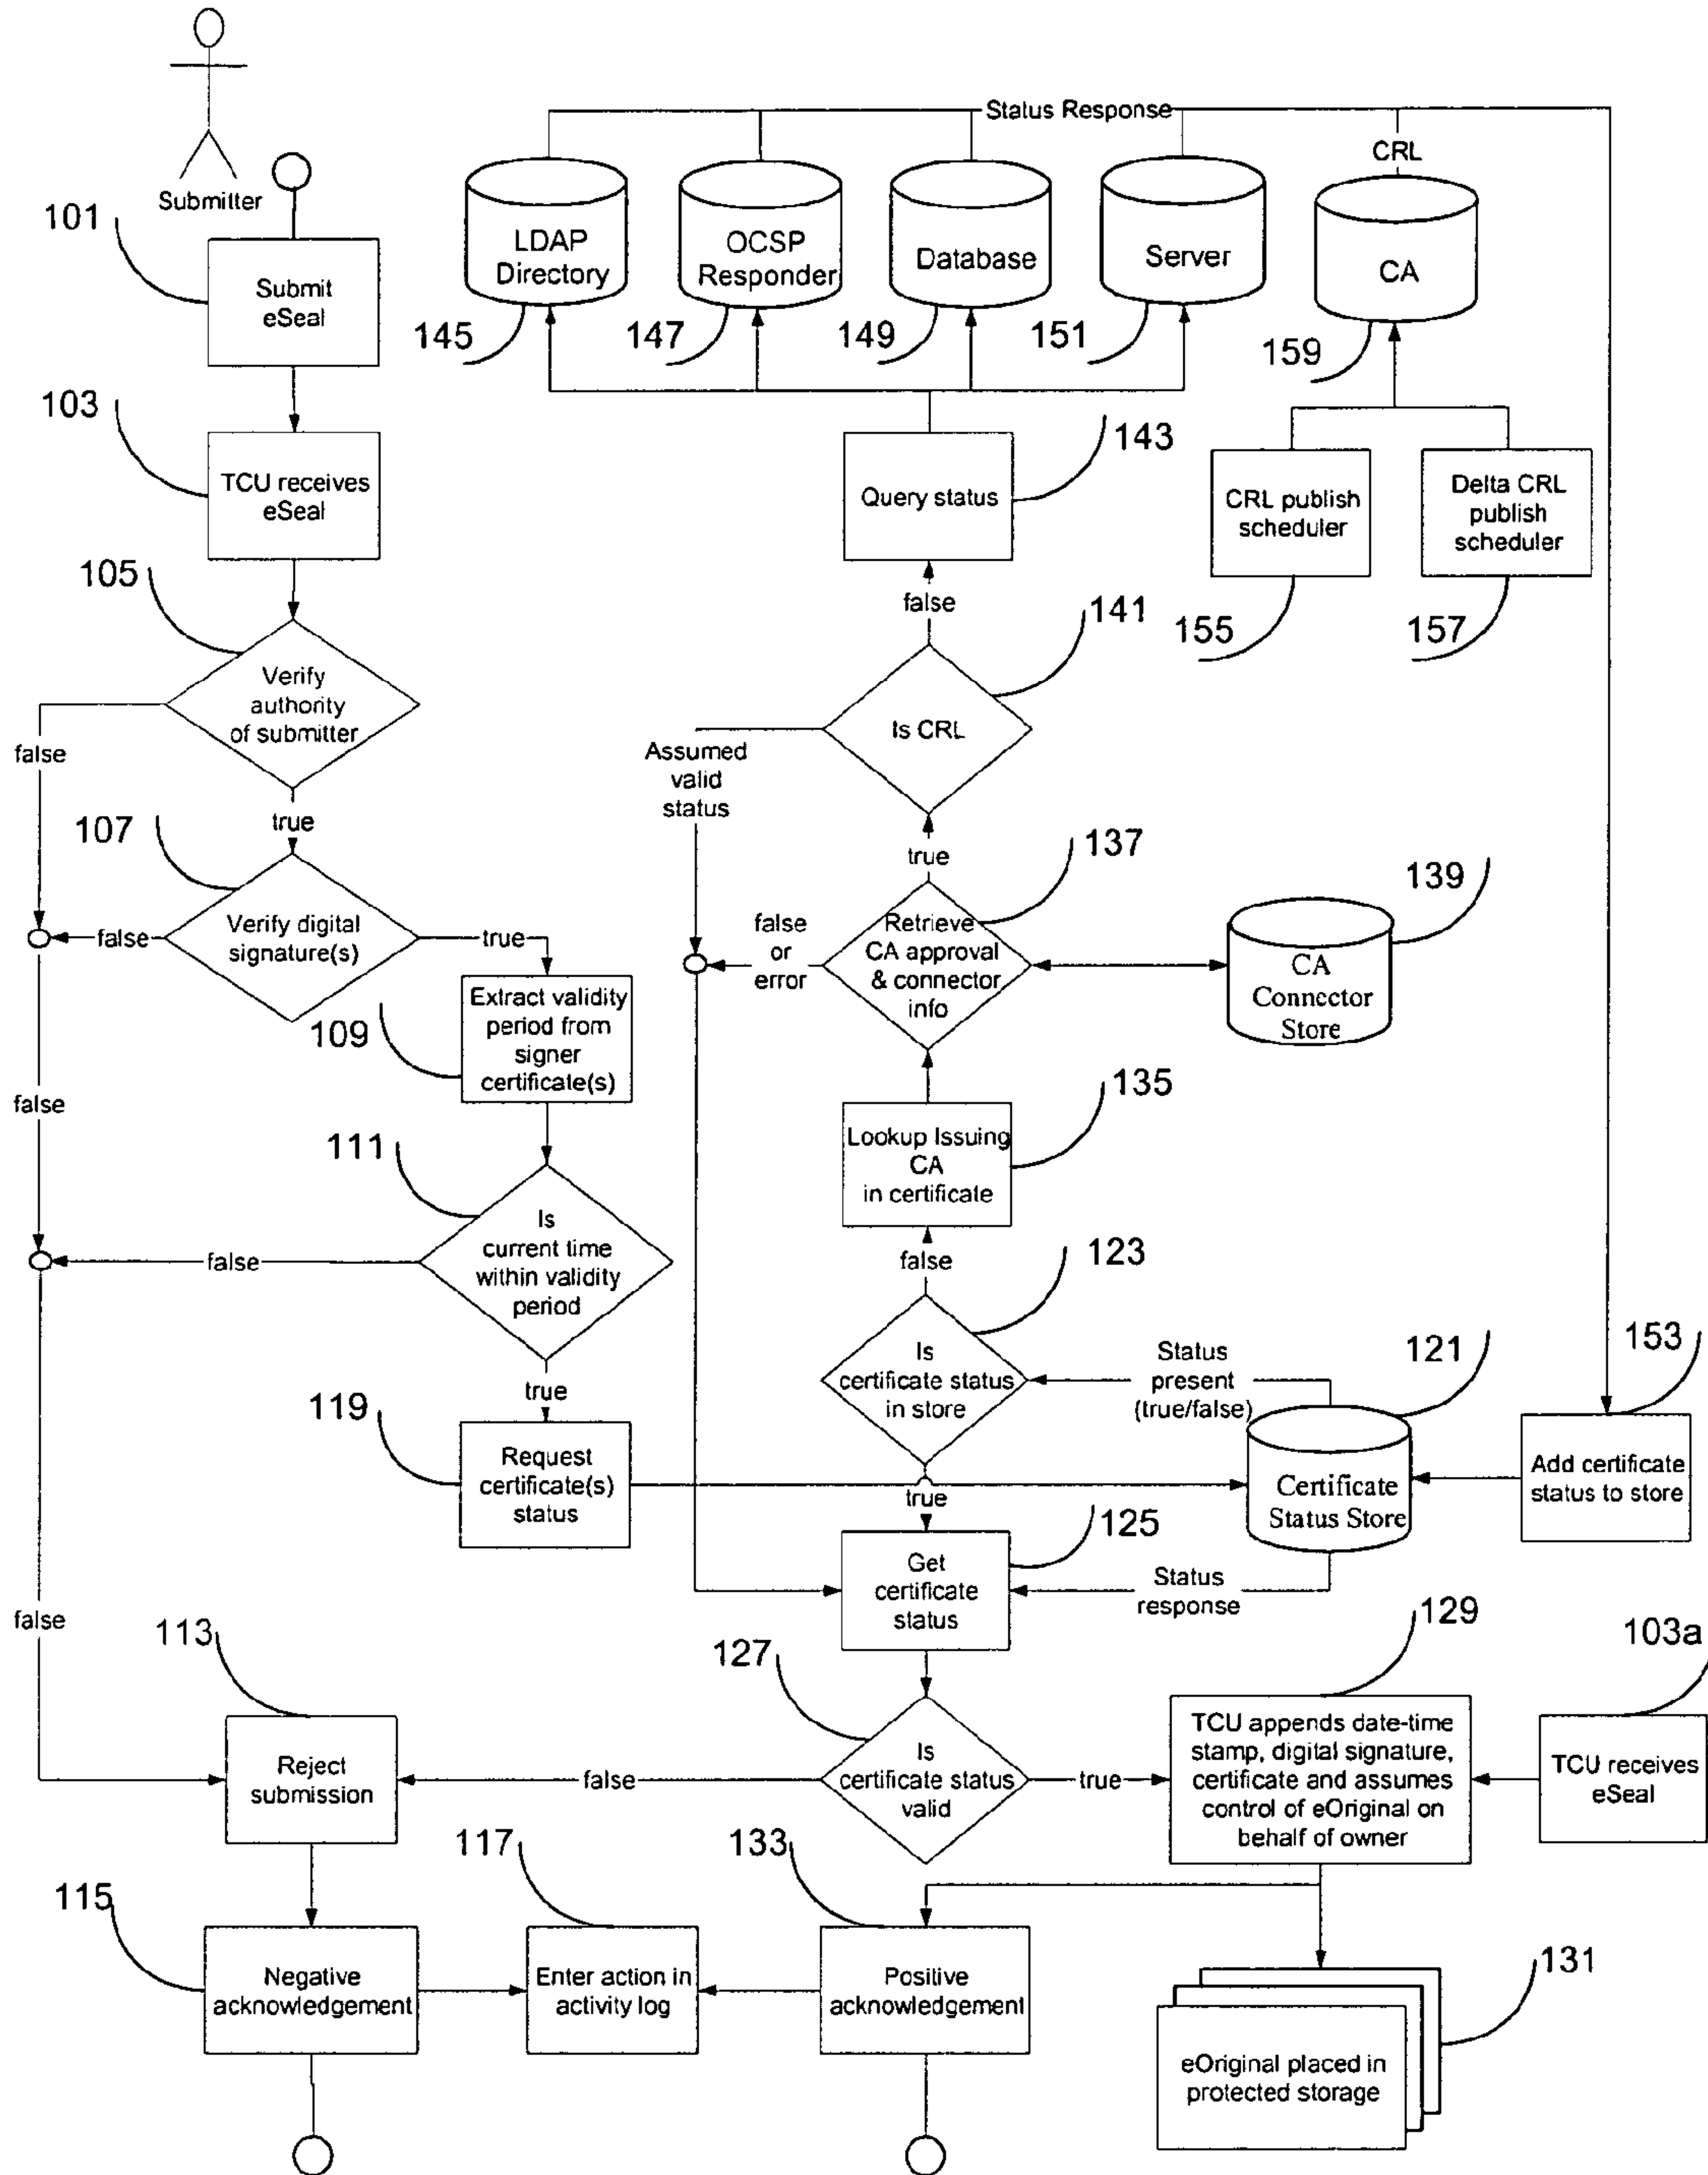 Submitter
101
Submit
eSeal
103
TCU receives
eSeal
105
Verify
authority
of submitter
false
true
107
Verify digital
signature(s)
false
true
Extract validity
period from
signer
certificate(s)
109
false
111
Is
current time
within validity
period
false
true
119
Request
certificate(s)
status
false
113
Reject
submission
115
Negative
acknowledgement
117
Enter action in
activity log
Status Response
LDAP
Directory
145
OCSP
Responder
147
Database
149
Server
151
CRL
CA
159
143
Query status
CRL publish
scheduler
155
Delta CRL
publish
scheduler
157
false
141
Is CRL
Assumed
valid
status
true
137
Retrieve
CA approval
& connector
info
false
or
error
139
CA
Connector
Store
135
Lookup Issuing
CA
in certificate
false
123
Is
certificate status
in store
Status
present
(true/false)
121
Certificate
Status Store
153
Add certificate
status to store
true
125
Get
certificate
status
Status
response
127
Is
certificate status
valid
false
true
129
TCU appends date-time
stamp, digital signature,
certificate and assumes
control of eOriginal on
behalf of owner
103a
TCU receives
eSeal
133
Positive
acknowledgement
131
eOriginal placed in
protected storage